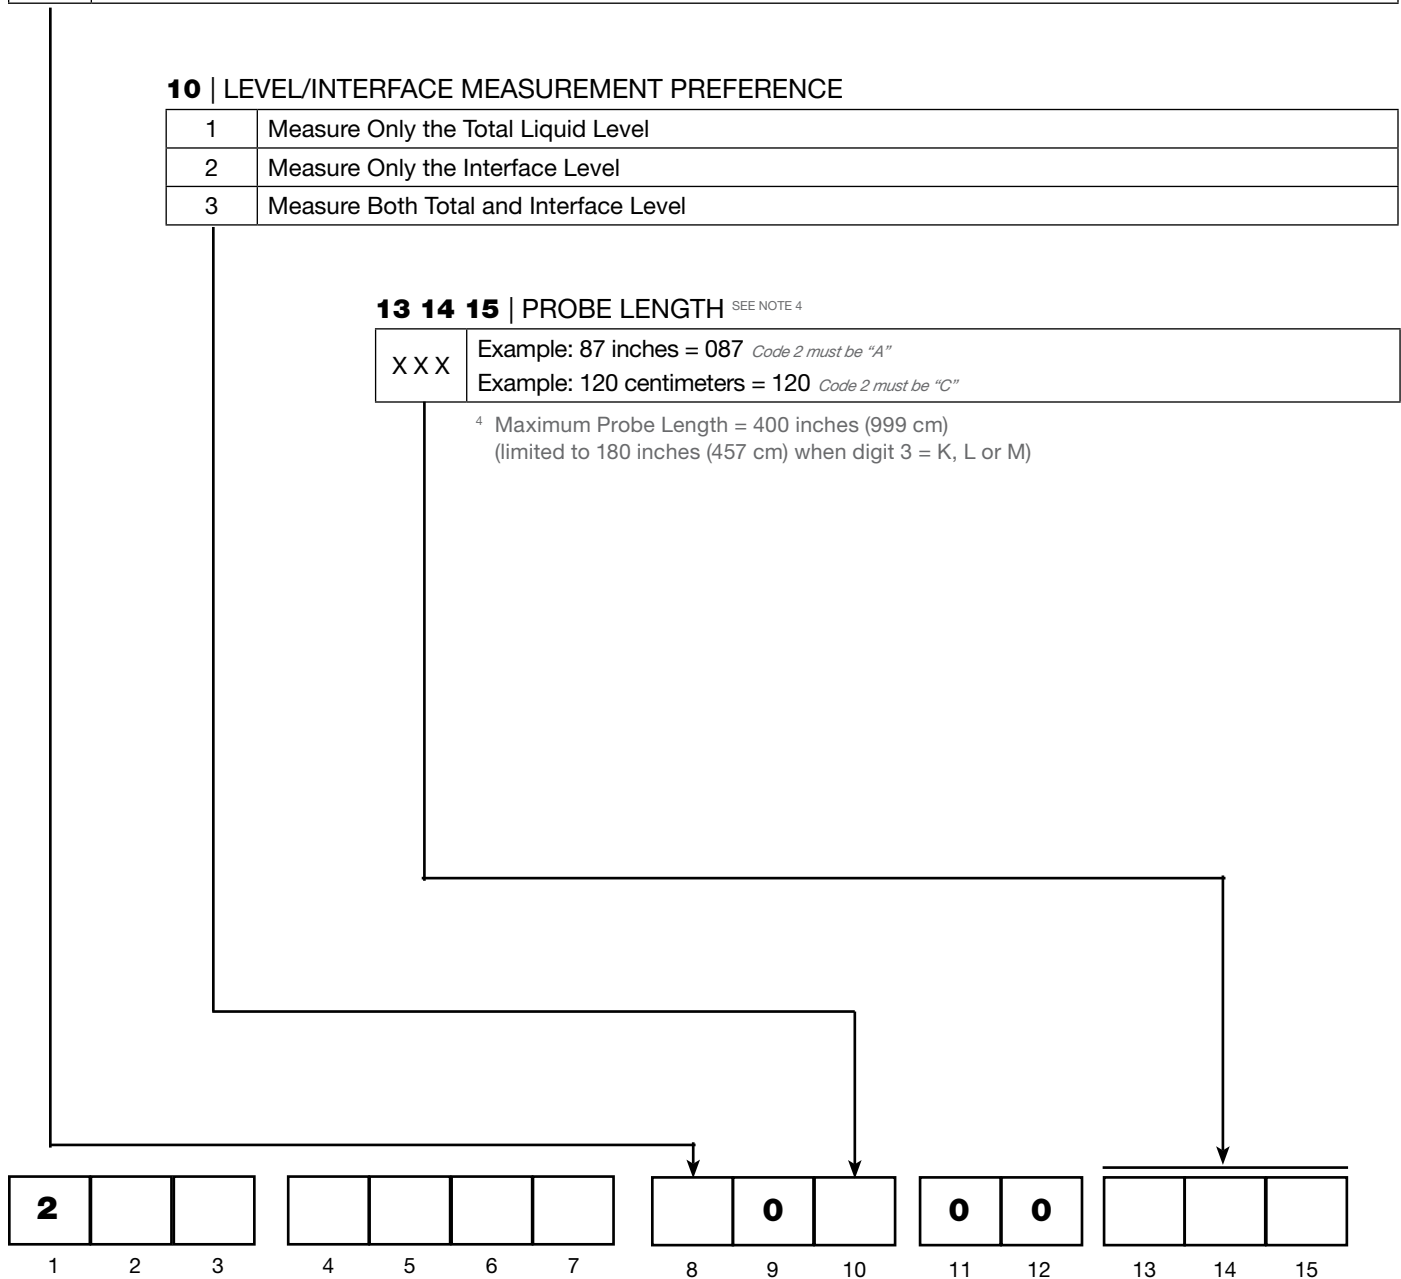 10 | LEVEL/INTERFACE MEASUREMENT PREFERENCE
1 Measure Only the Total Liquid Level
2 Measure Only the Interface Level
3 Measure Both Total and Interface Level
13 14 15 | PROBE LENGTH SEE NOTE 4
X X X
Example: 87 inches = 087 Code 2 must be “A”
Example: 120 centimeters = 120 Code 2 must be “C”
4 Maximum Probe Length = 400 inches (999 cm)
(limited to 180 inches (457 cm) when digit 3 = K, L or M)
2 0 0 0
1 2 3 4 5 6 7 8 9 10 11 12 13 14 15